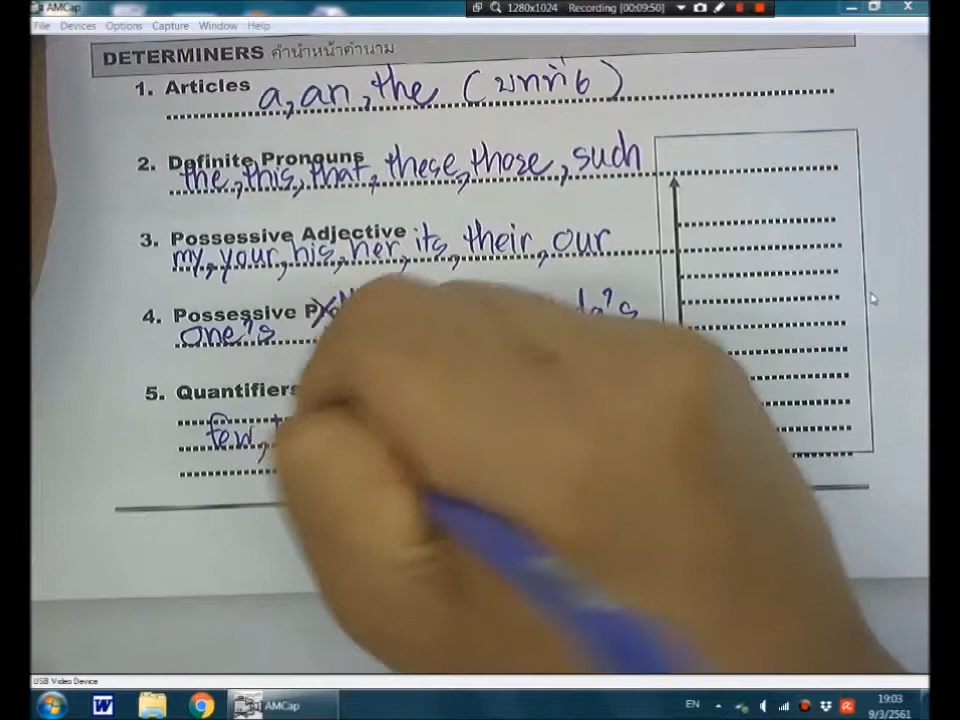 AMCap
1280x1024 Recording [00:09:50]
File Devices Options Capture Window Help
DETERMINERS คำนำหน้าคำนาม
1. Articles a, an, the (บทที่ 6)
2. Definite Pronouns
the, this, that, these, those, such
3. Possessive Adjective
my, your, his, her, its, their, our
4. Possessive
one's
5. Quantifiers
few,
USB Video Device
AMCap
EN
19:03
9/3/2561